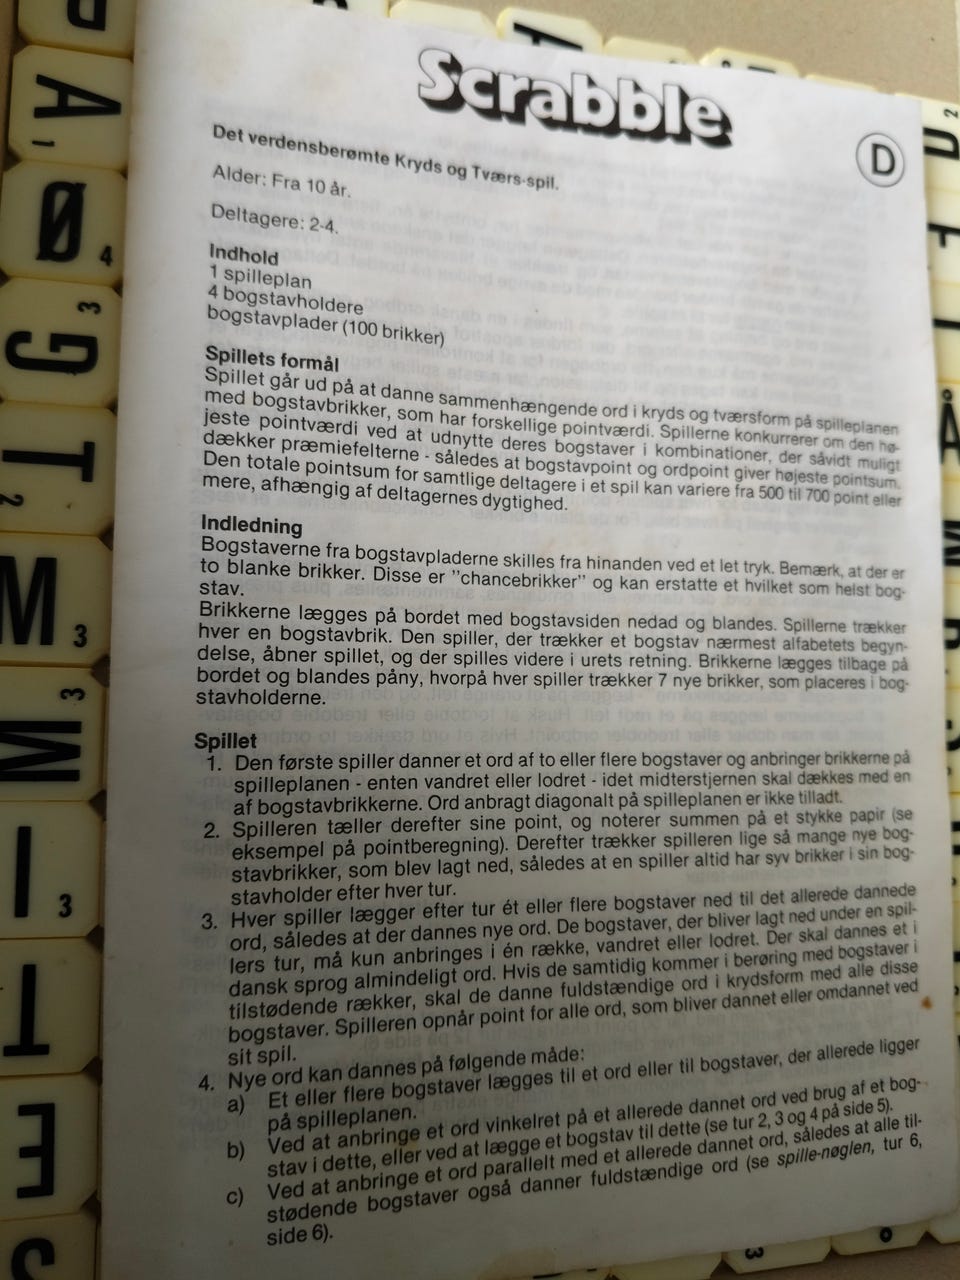 Scrabble
D
Det verdensberømte Kryds og Tværs-spil.
Alder: Fra 10 år.
Deltagere: 2-4.
Indhold
1 spilleplan
4 bogstavholdere
bogstavplader (100 brikker)
Spillets formål
Spillet går ud på at danne sammenhængende ord i kryds og tværsform på spilleplanen
med bogstavbrikker, som har forskellige pointværdi. Spillerne konkurrerer om den hø-
jeste pointværdi ved at udnytte deres bogstaver i kombinationer, der såvidt muligt
dækker præmiefelterne - således at bogstavpoint og ordpoint giver højeste pointsum.
Den totale pointsum for samtlige deltagere i et spil kan variere fra 500 til 700 point eller
mere, afhængig af deltagernes dygtighed.
Indledning
Bogstaverne fra bogstavpladerne skilles fra hinanden ved et let tryk. Bemærk, at der er
to blanke brikker. Disse er "chancebrikker" og kan erstatte et hvilket som helst bog-
stav.
Brikkerne lægges på bordet med bogstavsiden nedad og blandes. Spillerne trækker
hver en bogstavbrik. Den spiller, der trækker et bogstav nærmest alfabetets begyn-
delse, åbner spillet, og der spilles videre i urets retning. Brikkerne lægges tilbage på
bordet og blandes påny, hvorpå hver spiller trækker 7 nye brikker, som placeres i bog-
stavholderne.
Spillet
1. Den første spiller danner et ord af to eller flere bogstaver og anbringer brikkerne på
spilleplanen - enten vandret eller lodret - idet midterstjernen skal dækkes med en
af bogstavbrikkerne. Ord anbragt diagonalt på spilleplanen er ikke tilladt.
2. Spilleren tæller derefter sine point, og noterer summen på et stykke papir (se
eksempel på pointberegning). Derefter trækker spilleren lige så mange nye bog-
stavbrikker, som blev lagt ned, således at en spiller altid har syv brikker i sin bog-
stavholder efter hver tur.
3. Hver spiller lægger efter tur ét eller flere bogstaver ned til det allerede dannede
ord, således at der dannes nye ord. De bogstaver, der bliver lagt ned under en spil-
lers tur, må kun anbringes i én række, vandret eller lodret. Der skal dannes et i
dansk sprog almindeligt ord. Hvis de samtidig kommer i berøring med bogstaver i
tilstødende rækker, skal de danne fuldstændige ord i krydsform med alle disse
bogstaver. Spilleren opnår point for alle ord, som bliver dannet eller omdannet ved
sit spil.
4. Nye ord kan dannes på følgende måde:
a) Et eller flere bogstaver lægges til et ord eller til bogstaver, der allerede ligger
på spilleplanen.
b) Ved at anbringe et ord vinkelret på et allerede dannet ord ved brug af et bog-
stav i dette, eller ved at lægge et bogstav til dette (se tur 2, 3 og 4 på side 5).
c) Ved at anbringe et ord parallelt med et allerede dannet ord, således at alle til-
stødende bogstaver også danner fuldstændige ord (se spille-nøglen, tur 6,
side 6).
A 1
Ø 4
G 3
T 2
M 3
M 3
I 3
T
E
S
D 2
Å